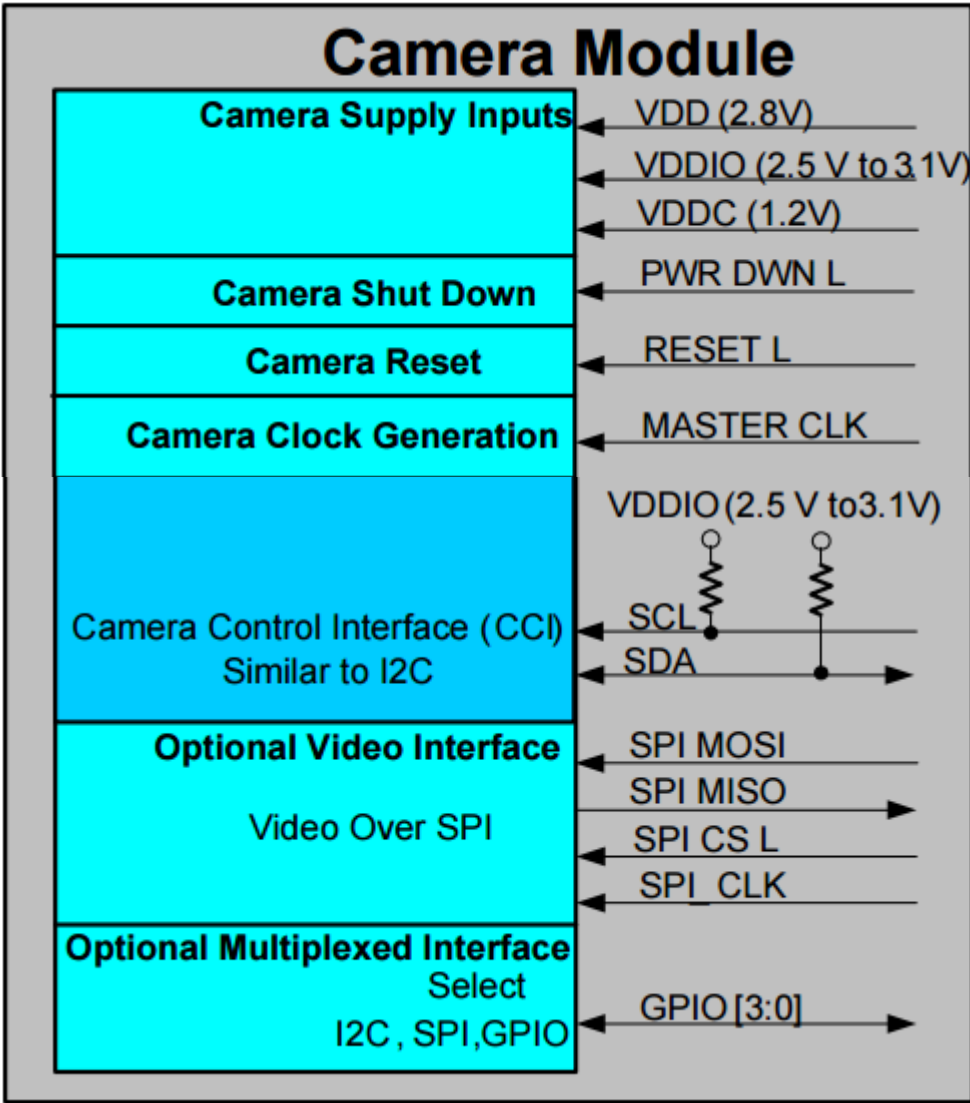 Camera Module
Camera Supply Inputs
VDD (2.8V)
VDDIO (2.5 V to 3.1V)
VDDC (1.2V)
Camera Shut Down
PWR DWN L
Camera Reset
RESET L
Camera Clock Generation
MASTER CLK
VDDIO (2.5 V to3.1V)
Camera Control Interface (CCI)
Similar to I2C
SCL
SDA
Optional Video Interface
Video Over SPI
SPI MOSI
SPI MISO
SPI CS L
SPI_ CLK
Optional Multiplexed Interface
Select
I2C , SPI,GPIO
GPIO [3:0]